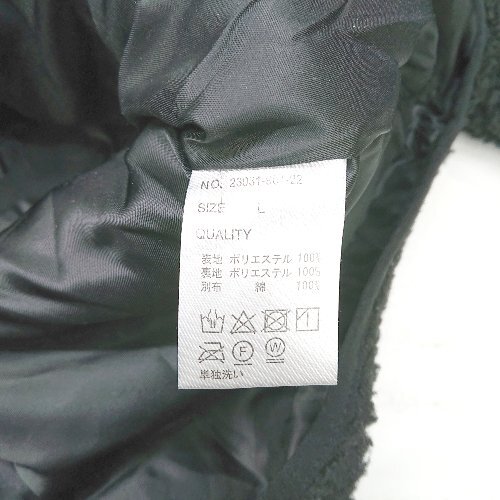 NO. 23031-804-22
SIZE L
QUALITY
表地 ポリエステル 100%
裏地 ポリエステル 100%
別布 綿 100%
F W
単独洗い